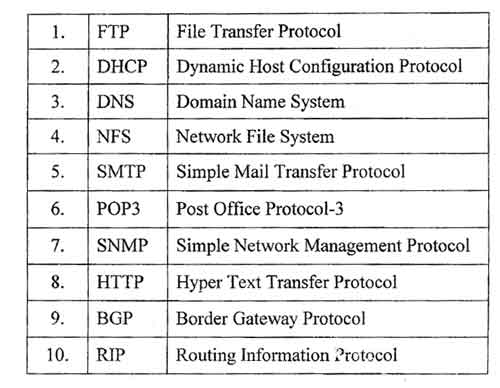 1. FTP File Transfer Protocol
2. DHCP Dynamic Host Configuration Protocol
3. DNS Domain Name System
4. NFS Network File System
5. SMTP Simple Mail Transfer Protocol
6. POP3 Post Office Protocol-3
7. SNMP Simple Network Management Protocol
8. HTTP Hyper Text Transfer Protocol
9. BGP Border Gateway Protocol
10. RIP Routing Information Protocol